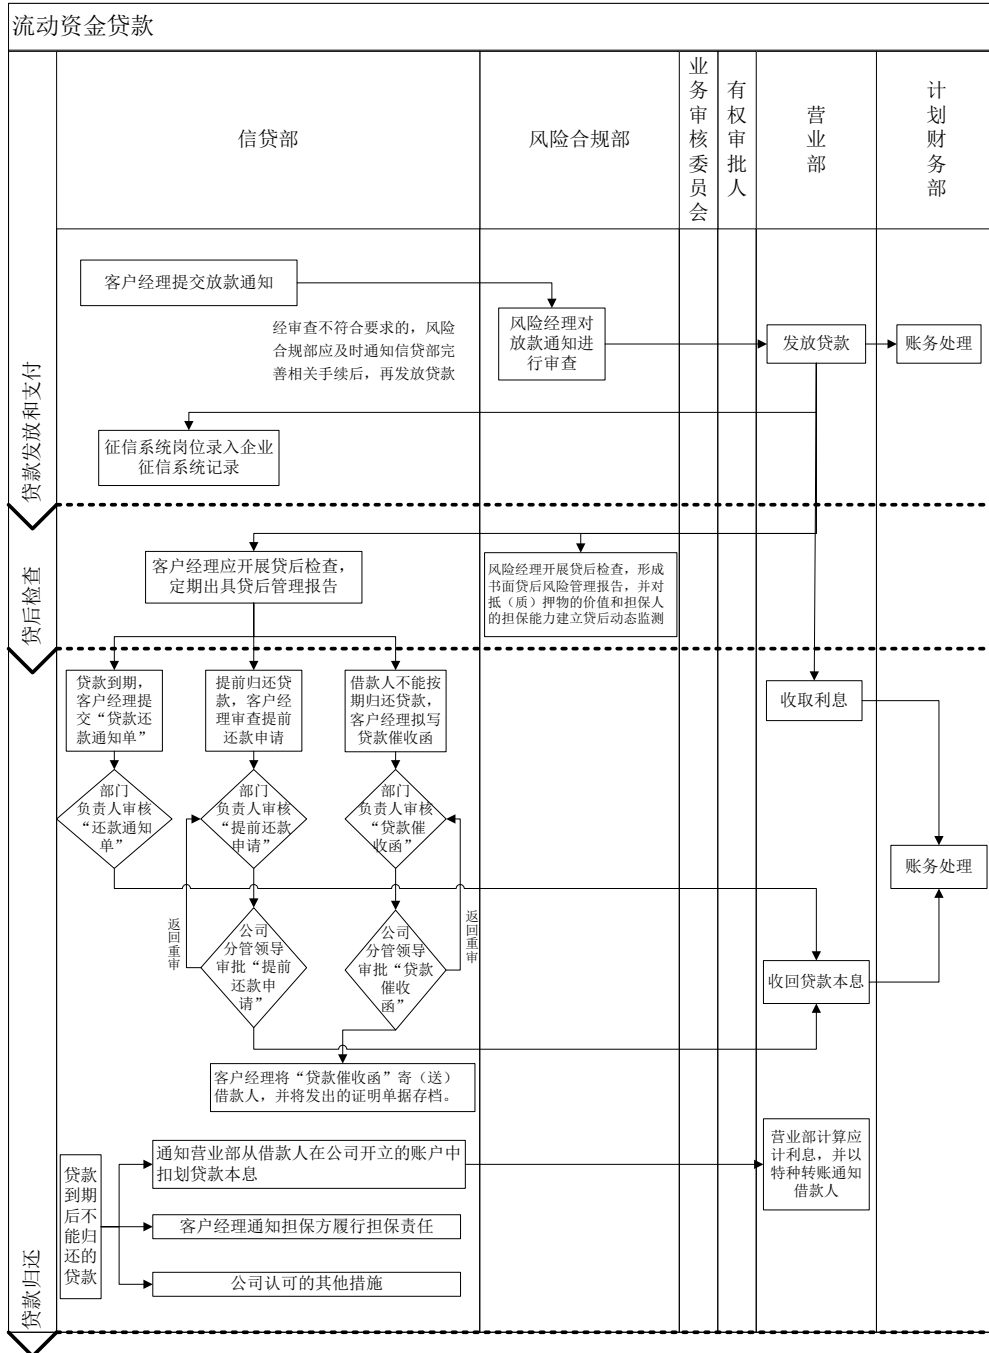 流动资金贷款
信贷部
风险合规部
业务审核委员会
有权审批人
营业部
计划财务部
贷款发放和支付
客户经理提交放款通知
经审查不符合要求的，风险
合规部应及时通知信贷部完
善相关手续后，再发放贷款
风险经理对
放款通知进
行审查
发放贷款
账务处理
征信系统岗位录入企业
征信系统记录
贷后检查
客户经理应开展贷后检查，
定期出具贷后管理报告
风险经理开展贷后检查，形成
书面贷后风险管理报告，并对
抵（质）押物的价值和担保人
的担保能力建立贷后动态监测
贷款归还
贷款到期，
客户经理提
交“贷款还
款通知单”
提前归还贷
款，客户经
理审查提前
还款申请
借款人不能按
期归还贷款，
客户经理拟写
贷款催收函
收取利息
部门
负责人审核
“还款通知
单”
部门
负责人审核
“提前还款
申请”
部门
负责人审核
“贷款催
收函”
账务处理
返回重审
公司
分管领导
审批“提前
还款申
请”
公司
分管领导
审批“贷款
催收
函”
返回重审
收回贷款本息
客户经理将“贷款催收函”寄（送）
借款人，并将发出的证明单据存档。
贷款
到期
后不
能归
还的
贷款
通知营业部从借款人在公司开立的账户中
扣划贷款本息
营业部计算应
计利息，并以
特种转账通知
借款人
客户经理通知担保方履行担保责任
公司认可的其他措施